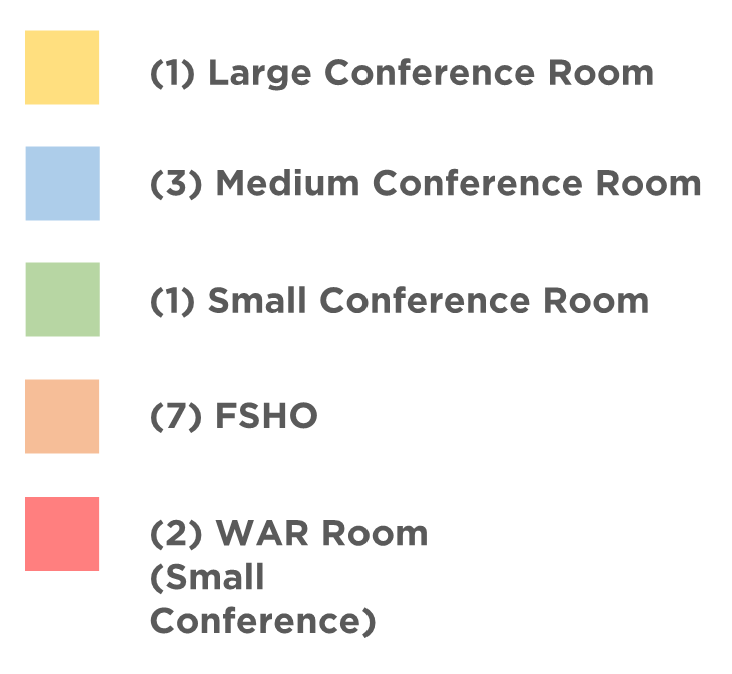 (1) Large Conference Room
(3) Medium Conference Room
(1) Small Conference Room
(7) FSHO
(2) WAR Room
(Small
Conference)